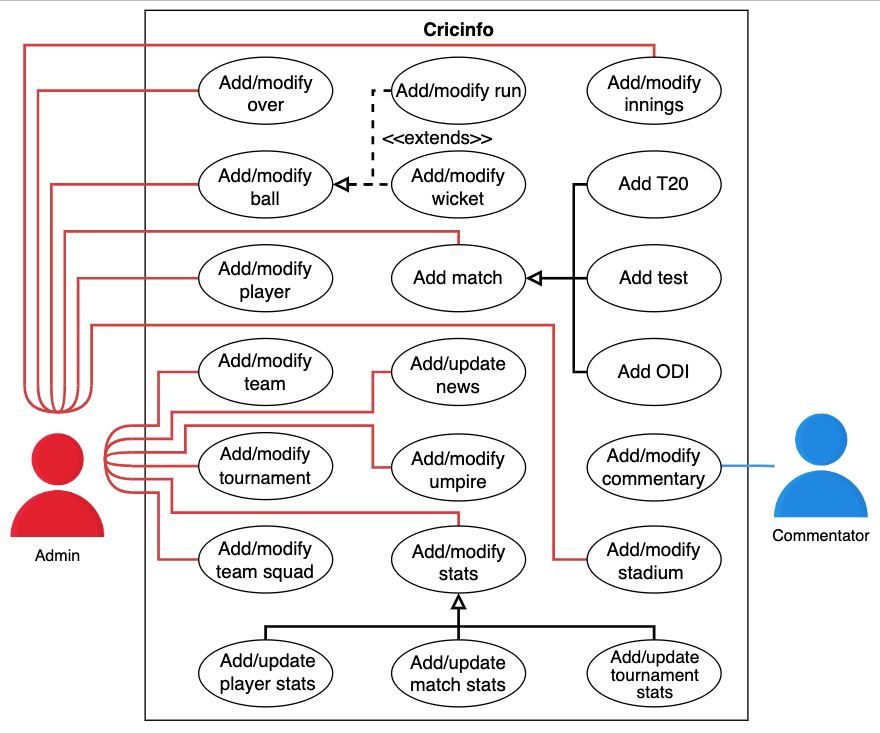 Cricinfo
Add/modify
over
Add/modify run
Add/modify
innings
<<extends>>
Add/modify
ball
Add/modify
wicket
Add T20
Add/modify
player
Add match
Add test
Add/modify
team
Add/update
news
Add ODI
Add/modify
tournament
Add/modify
umpire
Add/modify
commentary
Admin
Commentator
Add/modify
team squad
Add/modify
stats
Add/modify
stadium
Add/update
player stats
Add/update
match stats
Add/update
tournament
stats